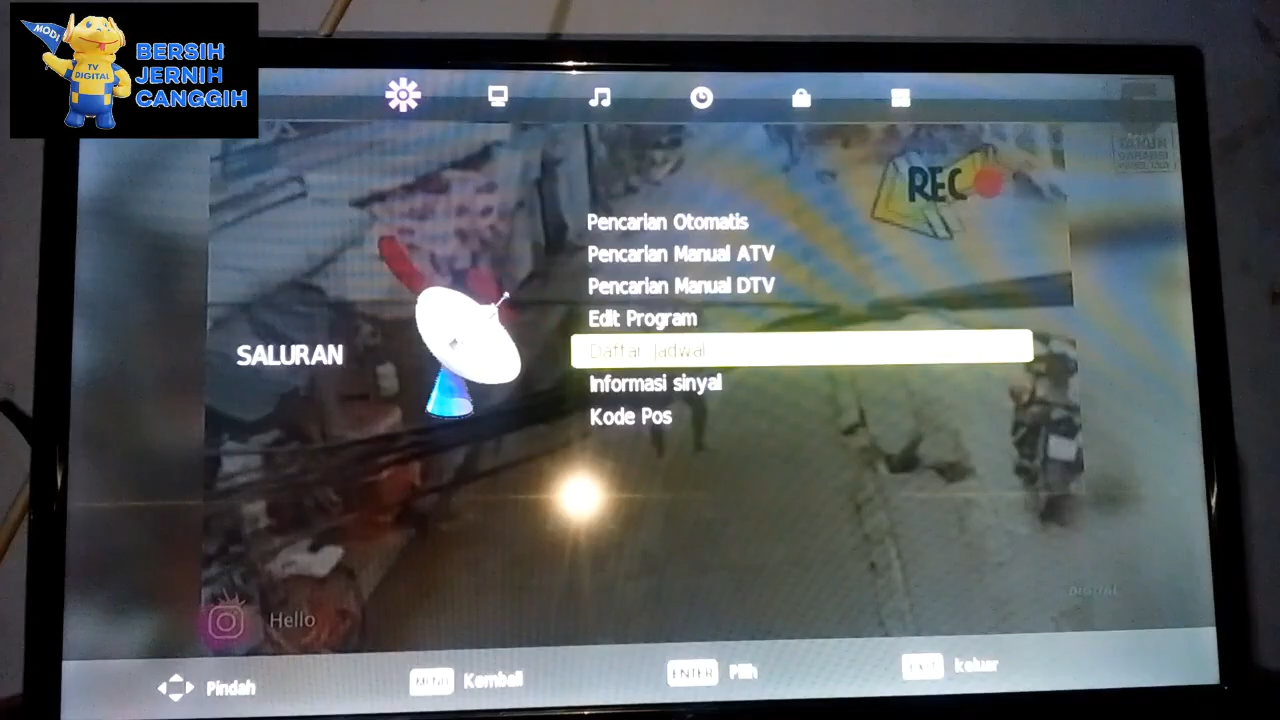 MODI
TV
DIGITAL
BERSIH
JERNIH
CANGGIH
REC
Pencarian Otomatis
Pencarian Manual ATV
Pencarian Manual DTV
Edit Program
SALURAN
Daftar Jadwal
Informasi sinyal
Kode Pos
Hello
DIGITAL
Pindah
MENU Kembali
ENTER Pilih
EXIT keluar